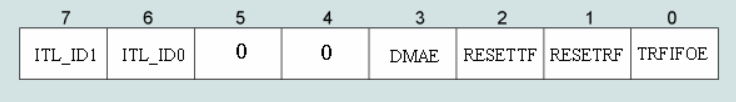 7 6 5 4 3 2 1 0
ITL_ID1 ITL_ID0 0 0 DMAE RESETTF RESETRF TRFIFOE